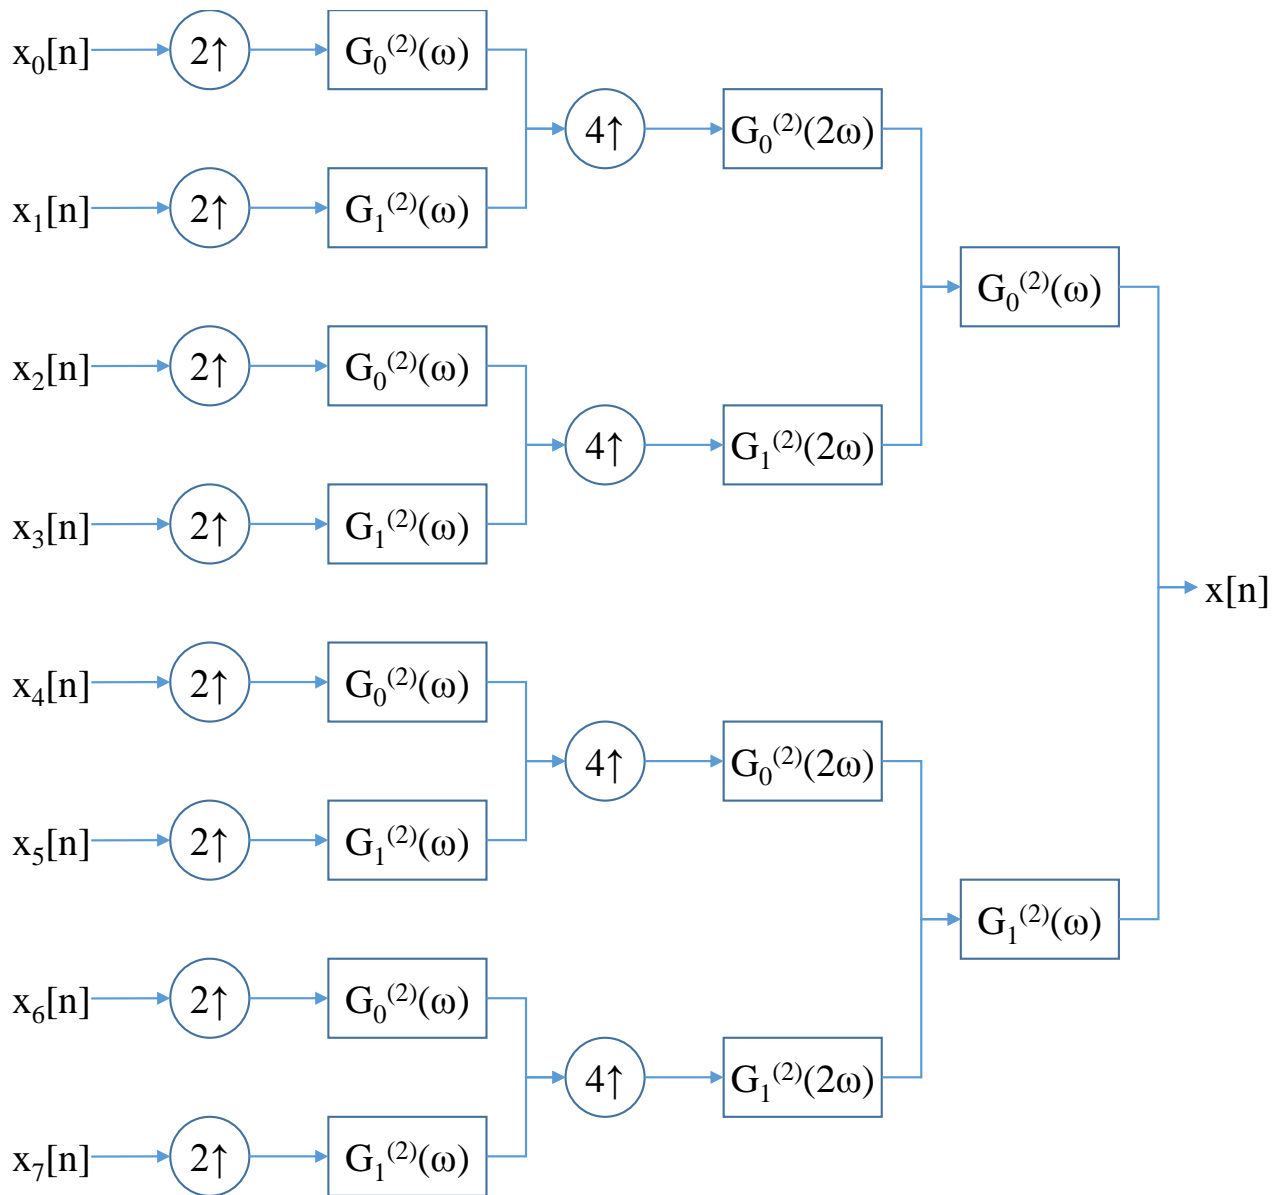 x₀[n] 2↑ G₀⁽²⁾(ω)
4↑ G₀⁽²⁾(2ω)
x₁[n] 2↑ G₁⁽²⁾(ω)
G₀⁽²⁾(ω)
x₂[n] 2↑ G₀⁽²⁾(ω)
4↑ G₁⁽²⁾(2ω)
x₃[n] 2↑ G₁⁽²⁾(ω)
x[n]
x₄[n] 2↑ G₀⁽²⁾(ω)
4↑ G₀⁽²⁾(2ω)
x₅[n] 2↑ G₁⁽²⁾(ω)
G₁⁽²⁾(ω)
x₆[n] 2↑ G₀⁽²⁾(ω)
4↑ G₁⁽²⁾(2ω)
x₇[n] 2↑ G₁⁽²⁾(ω)